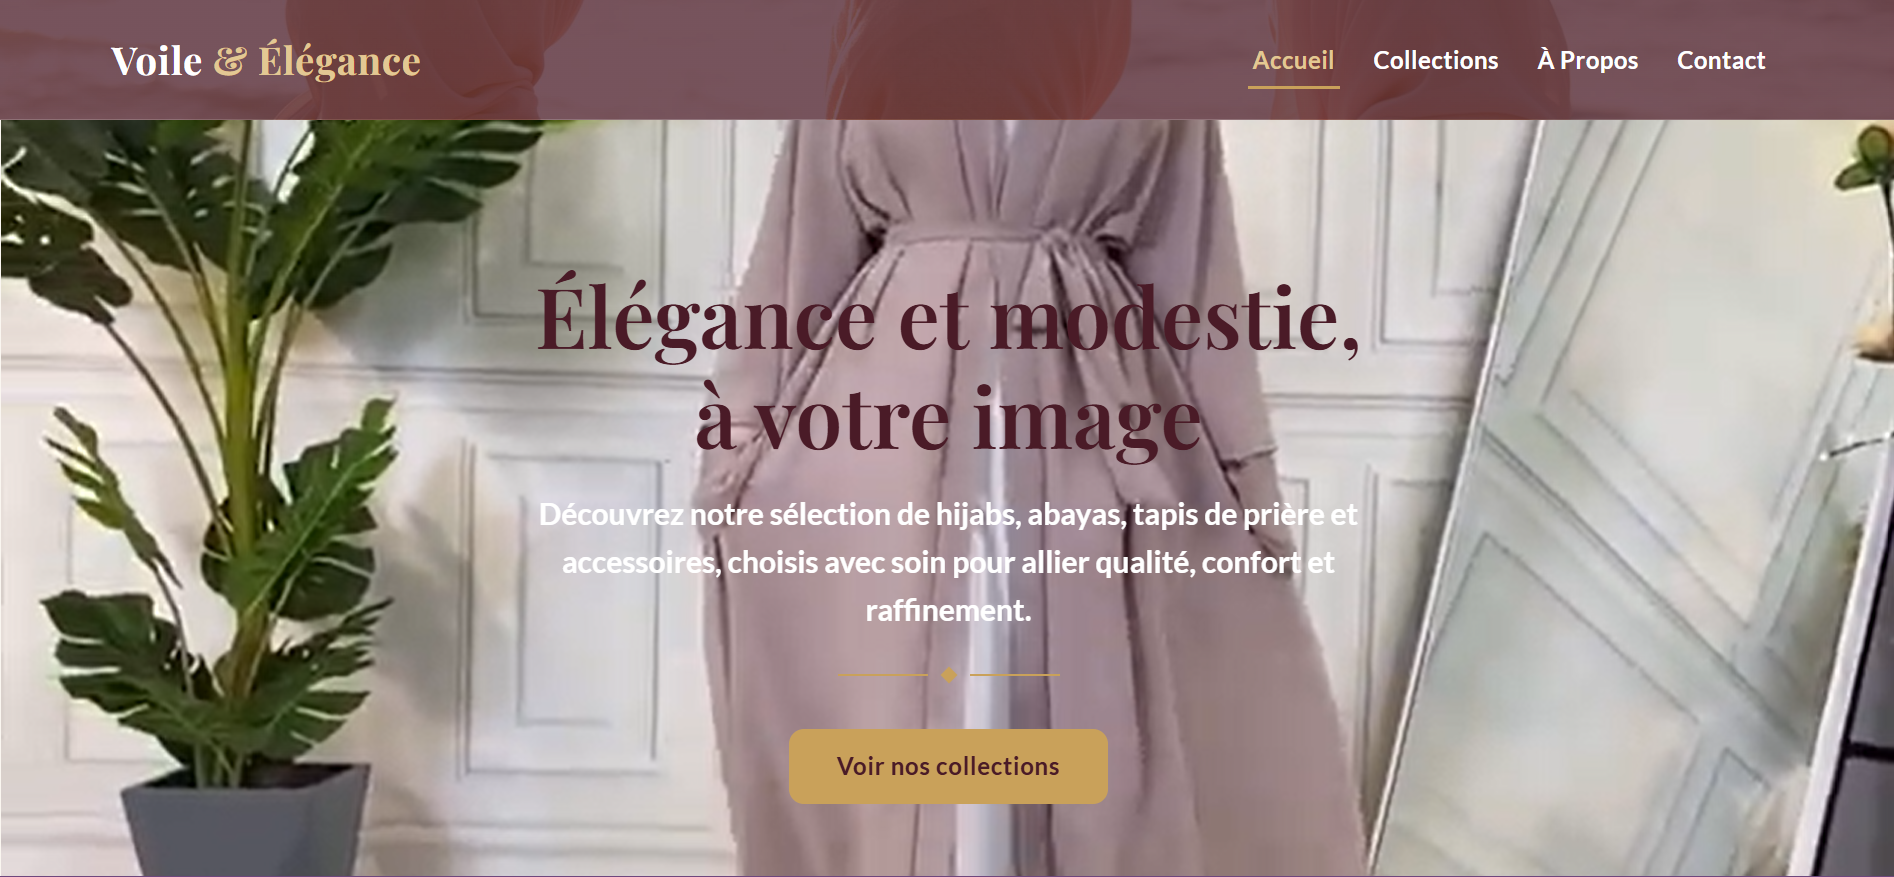 Voile & Élégance
Accueil Collections À Propos Contact
Élégance et modestie,
à votre image
Découvrez notre sélection de hijabs, abayas, tapis de prière et
accessoires, choisis avec soin pour allier qualité, confort et
raffinement.
Voir nos collections